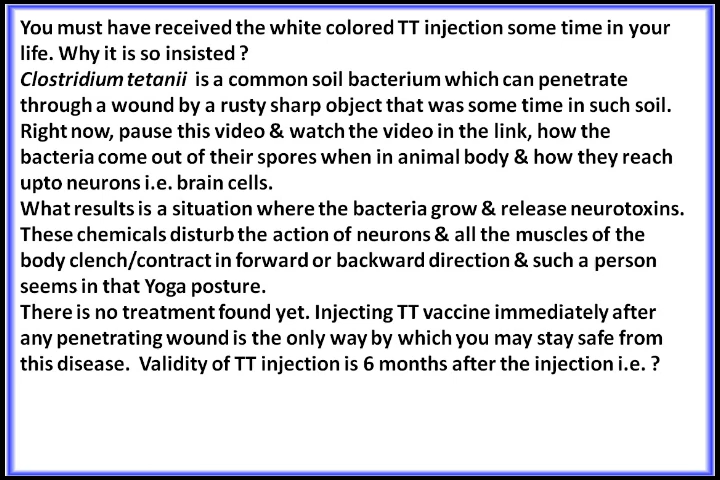 You must have received the white colored TT injection some time in your
life. Why it is so insisted ?
Clostridium tetanii is a common soil bacterium which can penetrate
through a wound by a rusty sharp object that was some time in such soil.
Right now, pause this video & watch the video in the link, how the
bacteria come out of their spores when in animal body & how they reach
upto neurons i.e. brain cells.
What results is a situation where the bacteria grow & release neurotoxins.
These chemicals disturb the action of neurons & all the muscles of the
body clench/contract in forward or backward direction & such a person
seems in that Yoga posture.
There is no treatment found yet. Injecting TT vaccine immediately after
any penetrating wound is the only way by which you may stay safe from
this disease. Validity of TT injection is 6 months after the injection i.e. ?